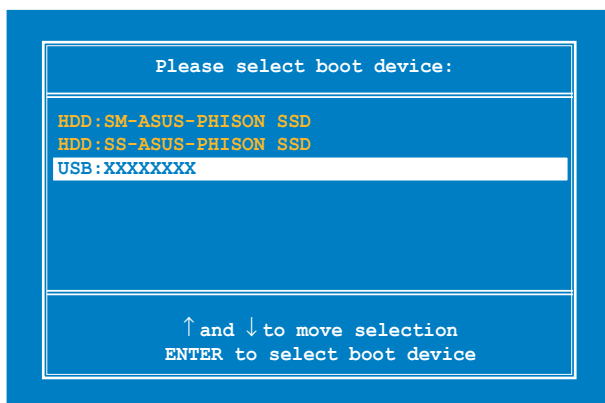 Please select boot device:
HDD:SM-ASUS-PHISON SSD
HDD:SS-ASUS-PHISON SSD
USB:XXXXXXXX
↑ and ↓ to move selection
ENTER to select boot device